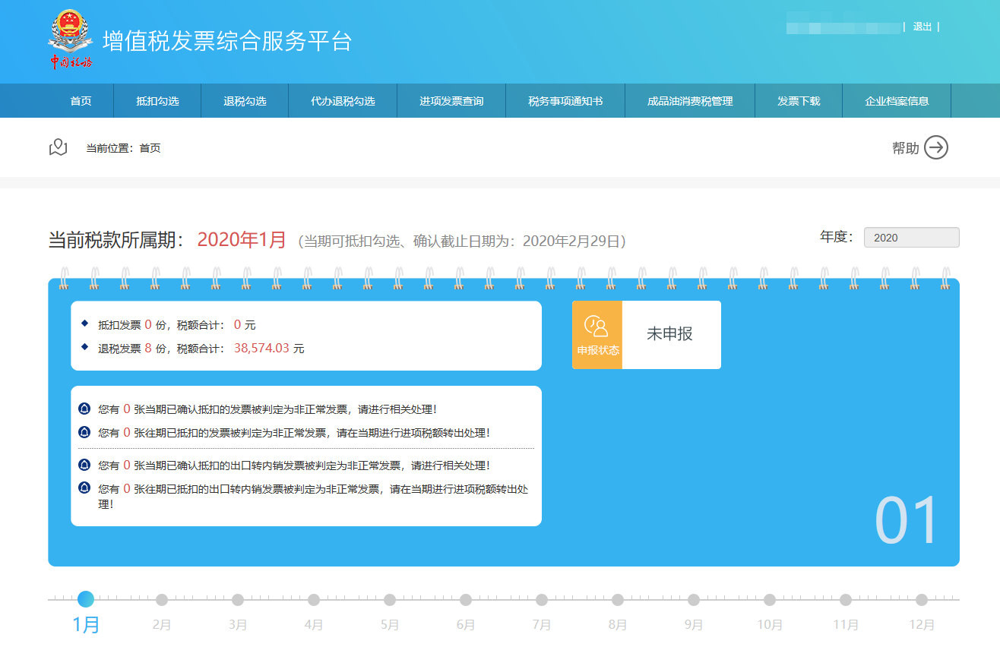 中国税务
增值税发票综合服务平台
| 退出 |
首页 抵扣勾选 退税勾选 代办退税勾选 进项发票查询 税务事项通知书 成品油消费税管理 发票下载 企业档案信息
当前位置：首页
帮助
当前税款所属期： 2020年1月 （当期可抵扣勾选、确认截止日期为：2020年2月29日）
年度： 2020
抵扣发票 0 份，税额合计： 0 元
退税发票 8 份，税额合计： 38,574.03 元
申报状态
未申报
您有 0 张当期已确认抵扣的发票被判定为非正常发票，请进行相关处理！
您有 0 张往期已抵扣的发票被判定为非正常发票，请在当期进行进项税额转出处理！
您有 0 张当期已确认抵扣的出口转内销发票被判定为非正常发票，请进行相关处理！
您有 0 张往期已抵扣的出口转内销发票被判定为非正常发票，请在当期进行进项税额转出处
理！
01
1月 2月 3月 4月 5月 6月 7月 8月 9月 10月 11月 12月